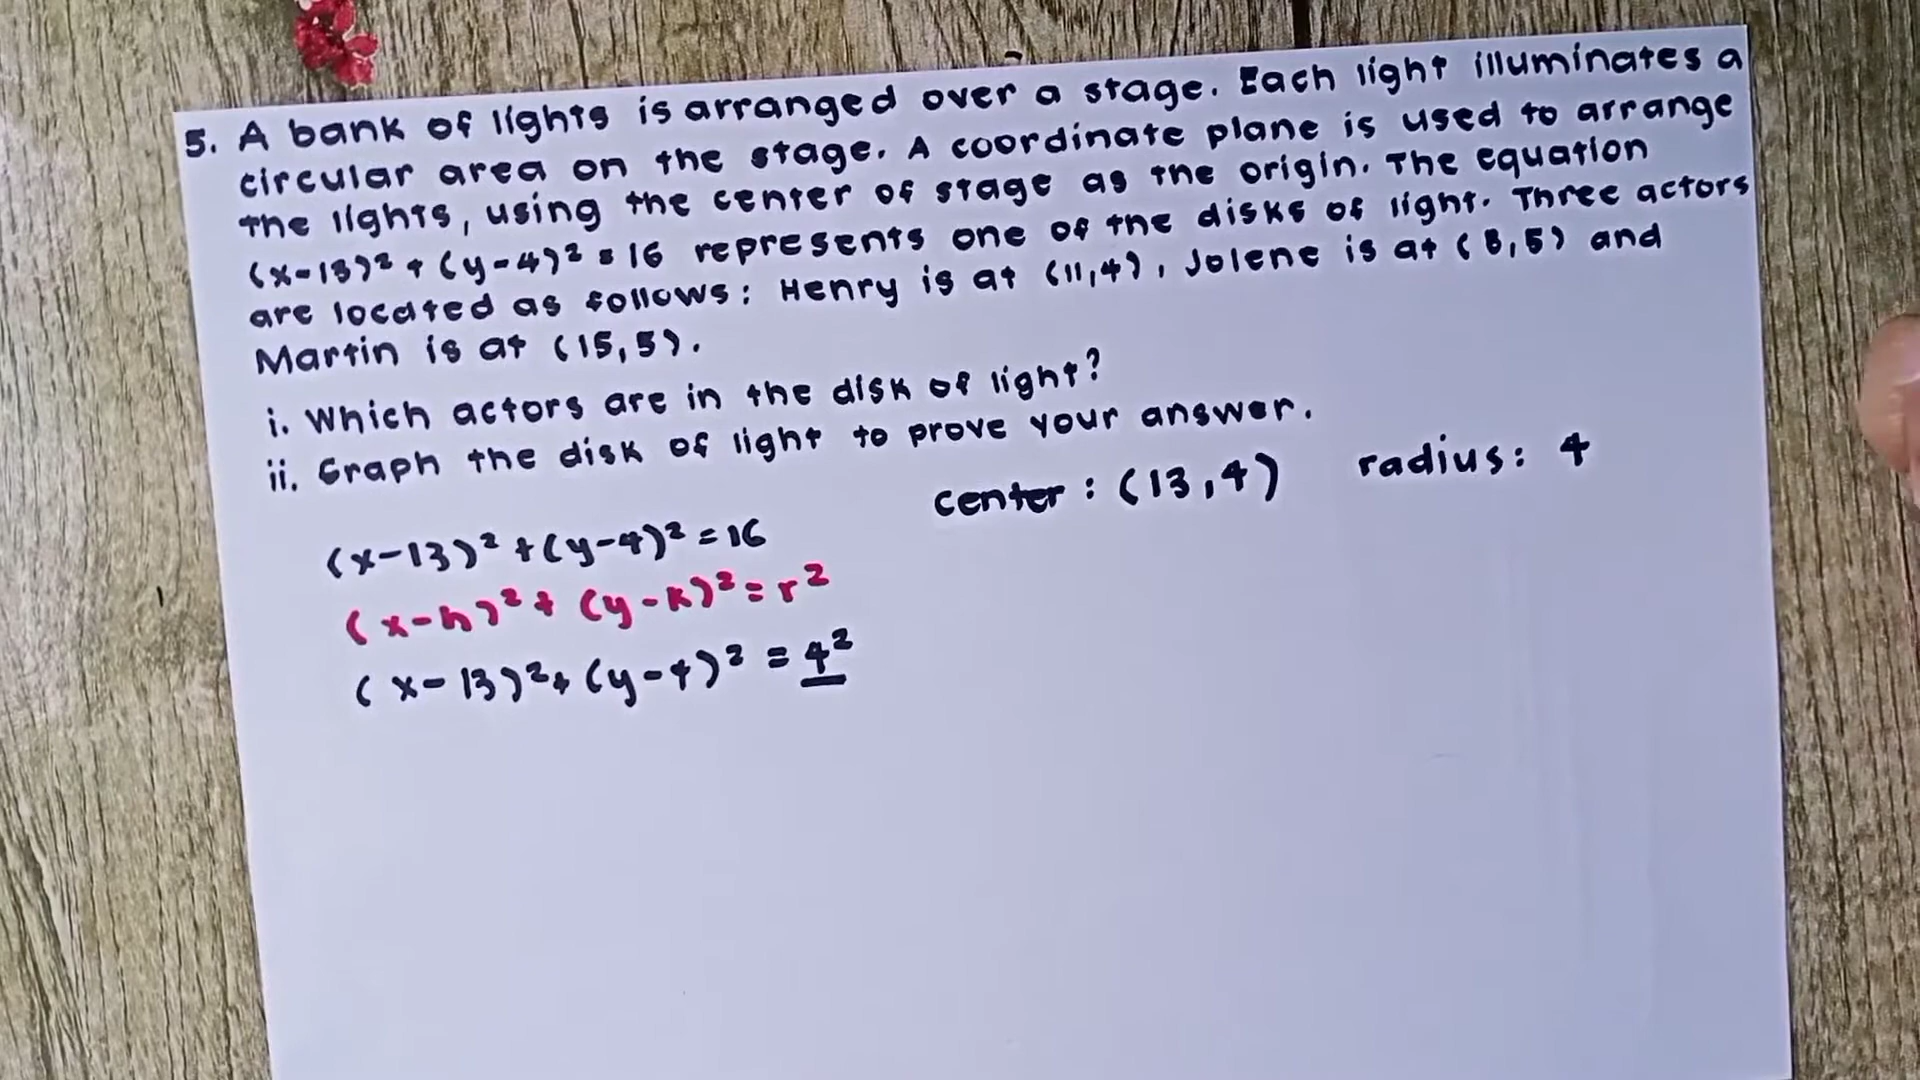 5. A bank of lights is arranged over a stage. Each light illuminates a
circular area on the stage. A coordinate plane is used to arrange
the lights, using the center of stage as the origin. The equation
(x-13)² + (y-4)² = 16 represents one of the disks of light. Three actors
are located as follows: Henry is at (11,4), Jolene is at (8,5) and
Martin is at (15,5).
i. Which actors are in the disk of light?
ii. Graph the disk of light to prove your answer.
center : (13,4) radius: 4
(x-13)² + (y-4)² = 16
(x-h)² + (y-k)² = r²
(x-13)² + (y-4)² = 4²